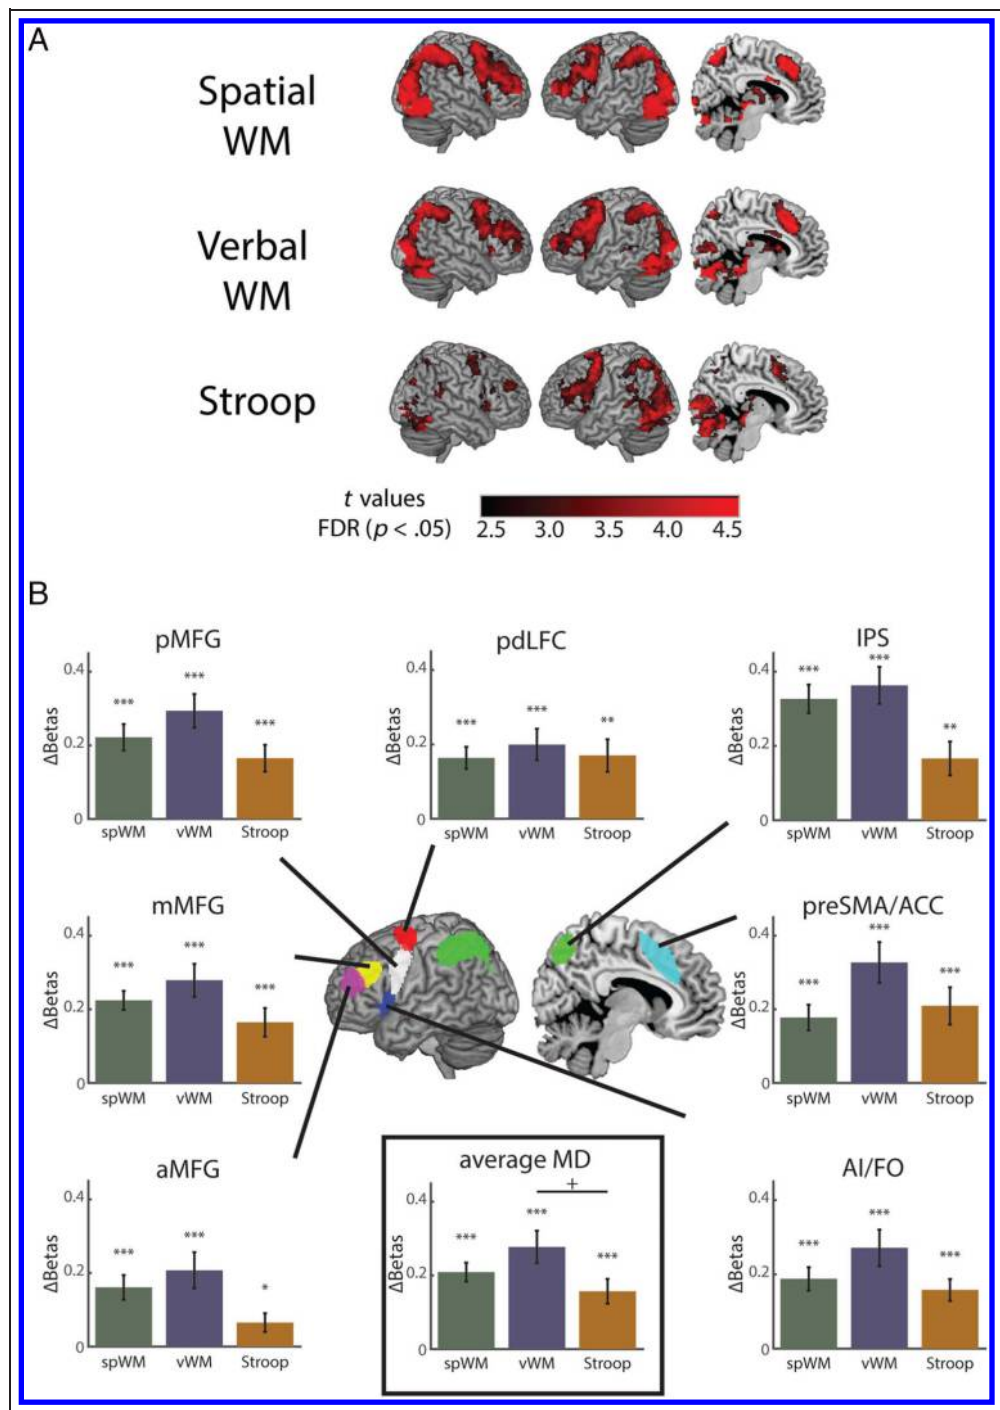 A
Spatial
WM
Verbal
WM
Stroop
t values
FDR (p < .05)
2.5 3.0 3.5 4.0 4.5
B
pMFG
0.4
0.2
0
ΔBetas
***
***
***
spWM vWM Stroop
pdLFC
0.4
0.2
0
ΔBetas
***
***
**
spWM vWM Stroop
IPS
0.4
0.2
0
ΔBetas
***
***
**
spWM vWM Stroop
mMFG
0.4
0.2
0
ΔBetas
***
***
***
spWM vWM Stroop
preSMA/ACC
0.4
0.2
0
ΔBetas
***
***
***
spWM vWM Stroop
aMFG
0.4
0.2
0
ΔBetas
***
***
*
spWM vWM Stroop
average MD
0.4
0.2
0
ΔBetas
+
***
***
***
spWM vWM Stroop
AI/FO
0.4
0.2
0
ΔBetas
***
***
***
spWM vWM Stroop